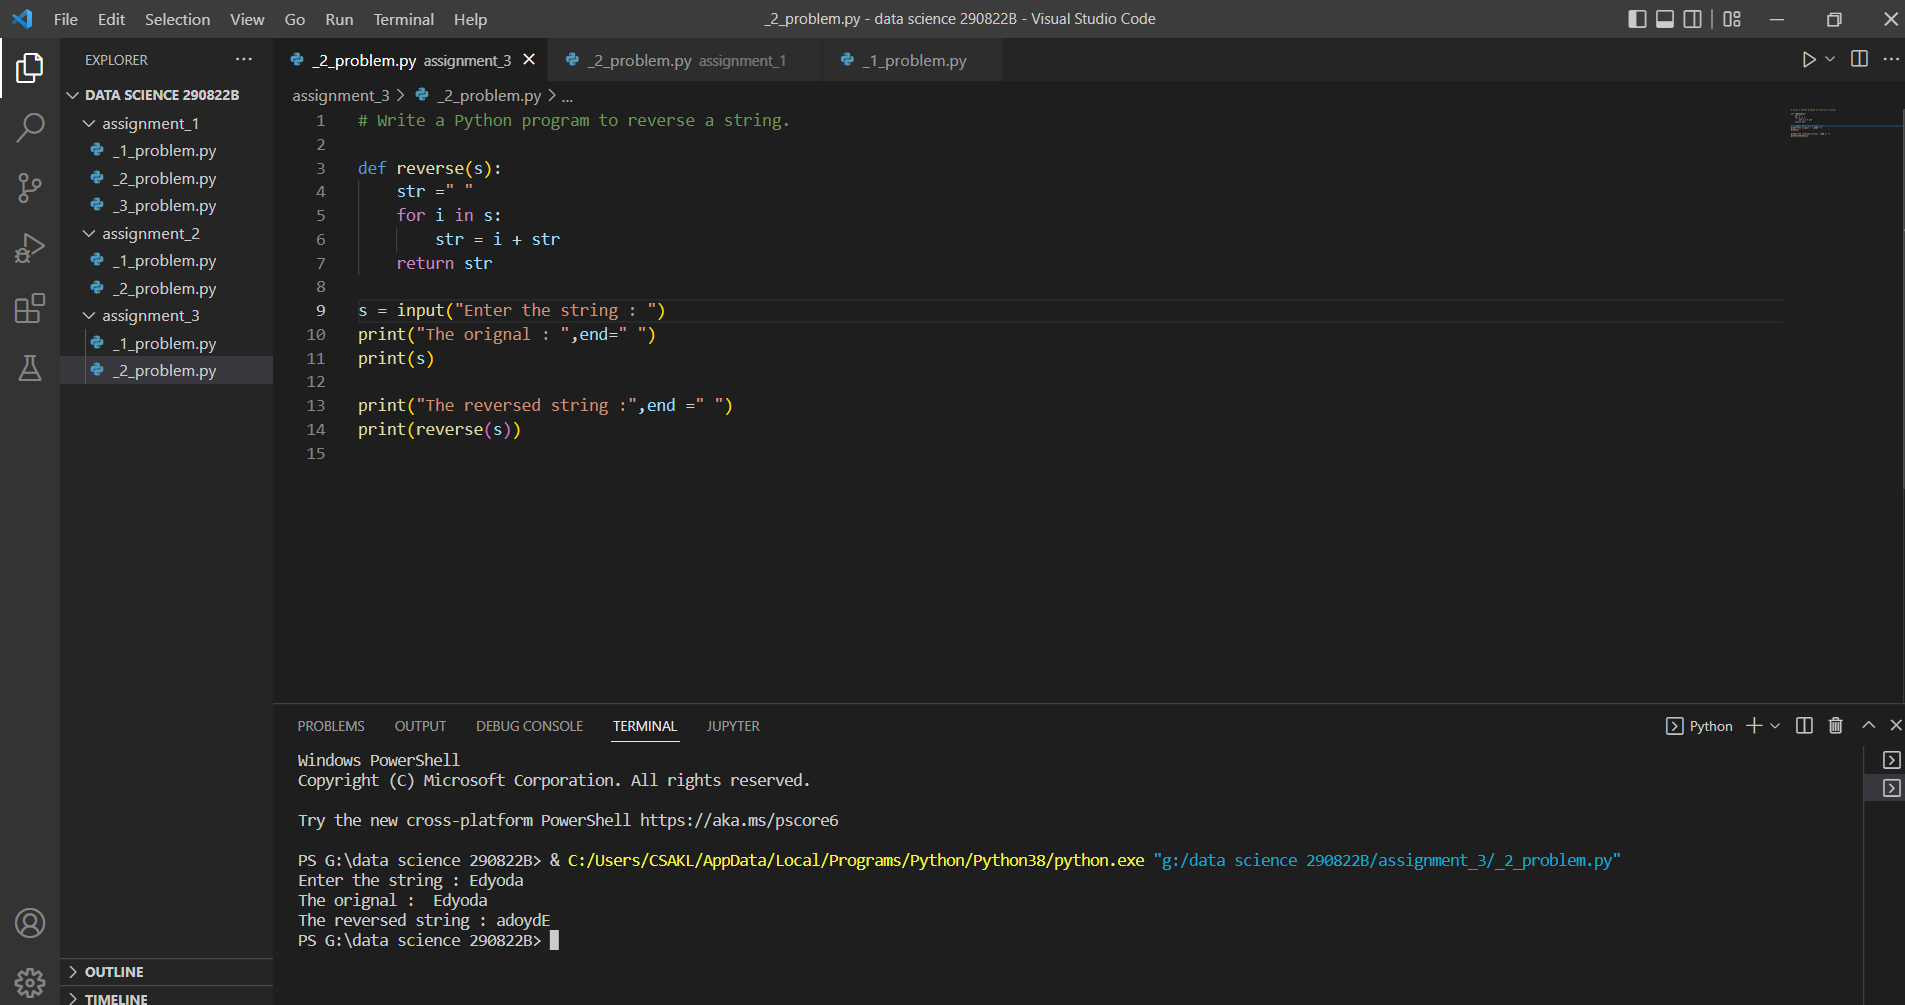 File Edit Selection View Go Run Terminal Help
_2_problem.py - data science 290822B - Visual Studio Code
EXPLORER
DATA SCIENCE 290822B
assignment_1
_1_problem.py
_2_problem.py
_3_problem.py
assignment_2
_1_problem.py
_2_problem.py
assignment_3
_1_problem.py
_2_problem.py
OUTLINE
TIMELINE
_2_problem.py assignment_3
_2_problem.py assignment_1
_1_problem.py
assignment_3 > _2_problem.py > ...
1 # Write a Python program to reverse a string.
2
3 def reverse(s):
4     str =" "
5     for i in s:
6         str = i + str
7     return str
8
9 s = input("Enter the string : ")
10 print("The orignal : ",end=" ")
11 print(s)
12
13 print("The reversed string :",end =" ")
14 print(reverse(s))
15
PROBLEMS OUTPUT DEBUG CONSOLE TERMINAL JUPYTER
Python
Windows PowerShell
Copyright (C) Microsoft Corporation. All rights reserved.
Try the new cross-platform PowerShell https://aka.ms/pscore6
PS G:\data science 290822B> & C:/Users/CSAKL/AppData/Local/Programs/Python/Python38/python.exe "g:/data science 290822B/assignment_3/_2_problem.py"
Enter the string : Edyoda
The orignal :  Edyoda
The reversed string : adoydE
PS G:\data science 290822B>